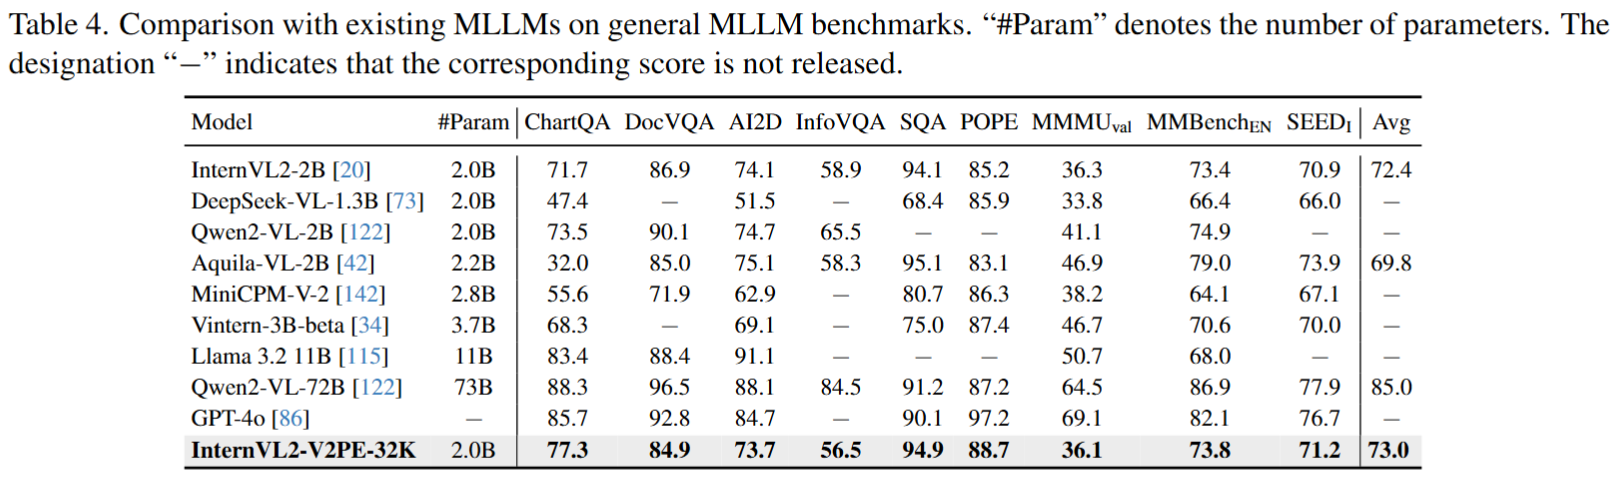 Table 4. Comparison with existing MLLMs on general MLLM benchmarks. “#Param” denotes the number of parameters. The
designation “−” indicates that the corresponding score is not released.
Model #Param ChartQA DocVQA AI2D InfoVQA SQA POPE MMMUval MMBenchEN SEEDI Avg
InternVL2-2B [20] 2.0B 71.7 86.9 74.1 58.9 94.1 85.2 36.3 73.4 70.9 72.4
DeepSeek-VL-1.3B [73] 2.0B 47.4 − 51.5 − 68.4 85.9 33.8 66.4 66.0 −
Qwen2-VL-2B [122] 2.0B 73.5 90.1 74.7 65.5 − − 41.1 74.9 − −
Aquila-VL-2B [42] 2.2B 32.0 85.0 75.1 58.3 95.1 83.1 46.9 79.0 73.9 69.8
MiniCPM-V-2 [142] 2.8B 55.6 71.9 62.9 − 80.7 86.3 38.2 64.1 67.1 −
Vintern-3B-beta [34] 3.7B 68.3 − 69.1 − 75.0 87.4 46.7 70.6 70.0 −
Llama 3.2 11B [115] 11B 83.4 88.4 91.1 − − − 50.7 68.0 − −
Qwen2-VL-72B [122] 73B 88.3 96.5 88.1 84.5 91.2 87.2 64.5 86.9 77.9 85.0
GPT-4o [86] − 85.7 92.8 84.7 − 90.1 97.2 69.1 82.1 76.7 −
InternVL2-V2PE-32K 2.0B 77.3 84.9 73.7 56.5 94.9 88.7 36.1 73.8 71.2 73.0